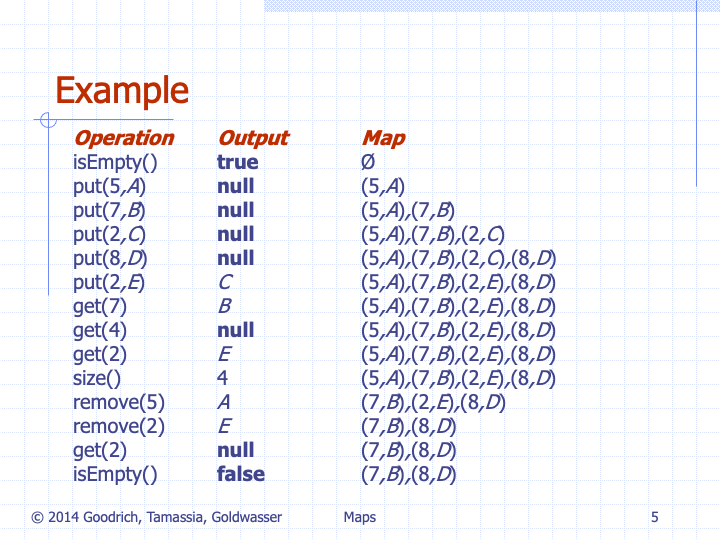 Example
Operation Output Map
isEmpty() true Ø
put(5,A) null (5,A)
put(7,B) null (5,A),(7,B)
put(2,C) null (5,A),(7,B),(2,C)
put(8,D) null (5,A),(7,B),(2,C),(8,D)
put(2,E) C (5,A),(7,B),(2,E),(8,D)
get(7) B (5,A),(7,B),(2,E),(8,D)
get(4) null (5,A),(7,B),(2,E),(8,D)
get(2) E (5,A),(7,B),(2,E),(8,D)
size() 4 (5,A),(7,B),(2,E),(8,D)
remove(5) A (7,B),(2,E),(8,D)
remove(2) E (7,B),(8,D)
get(2) null (7,B),(8,D)
isEmpty() false (7,B),(8,D)
© 2014 Goodrich, Tamassia, Goldwasser Maps 5